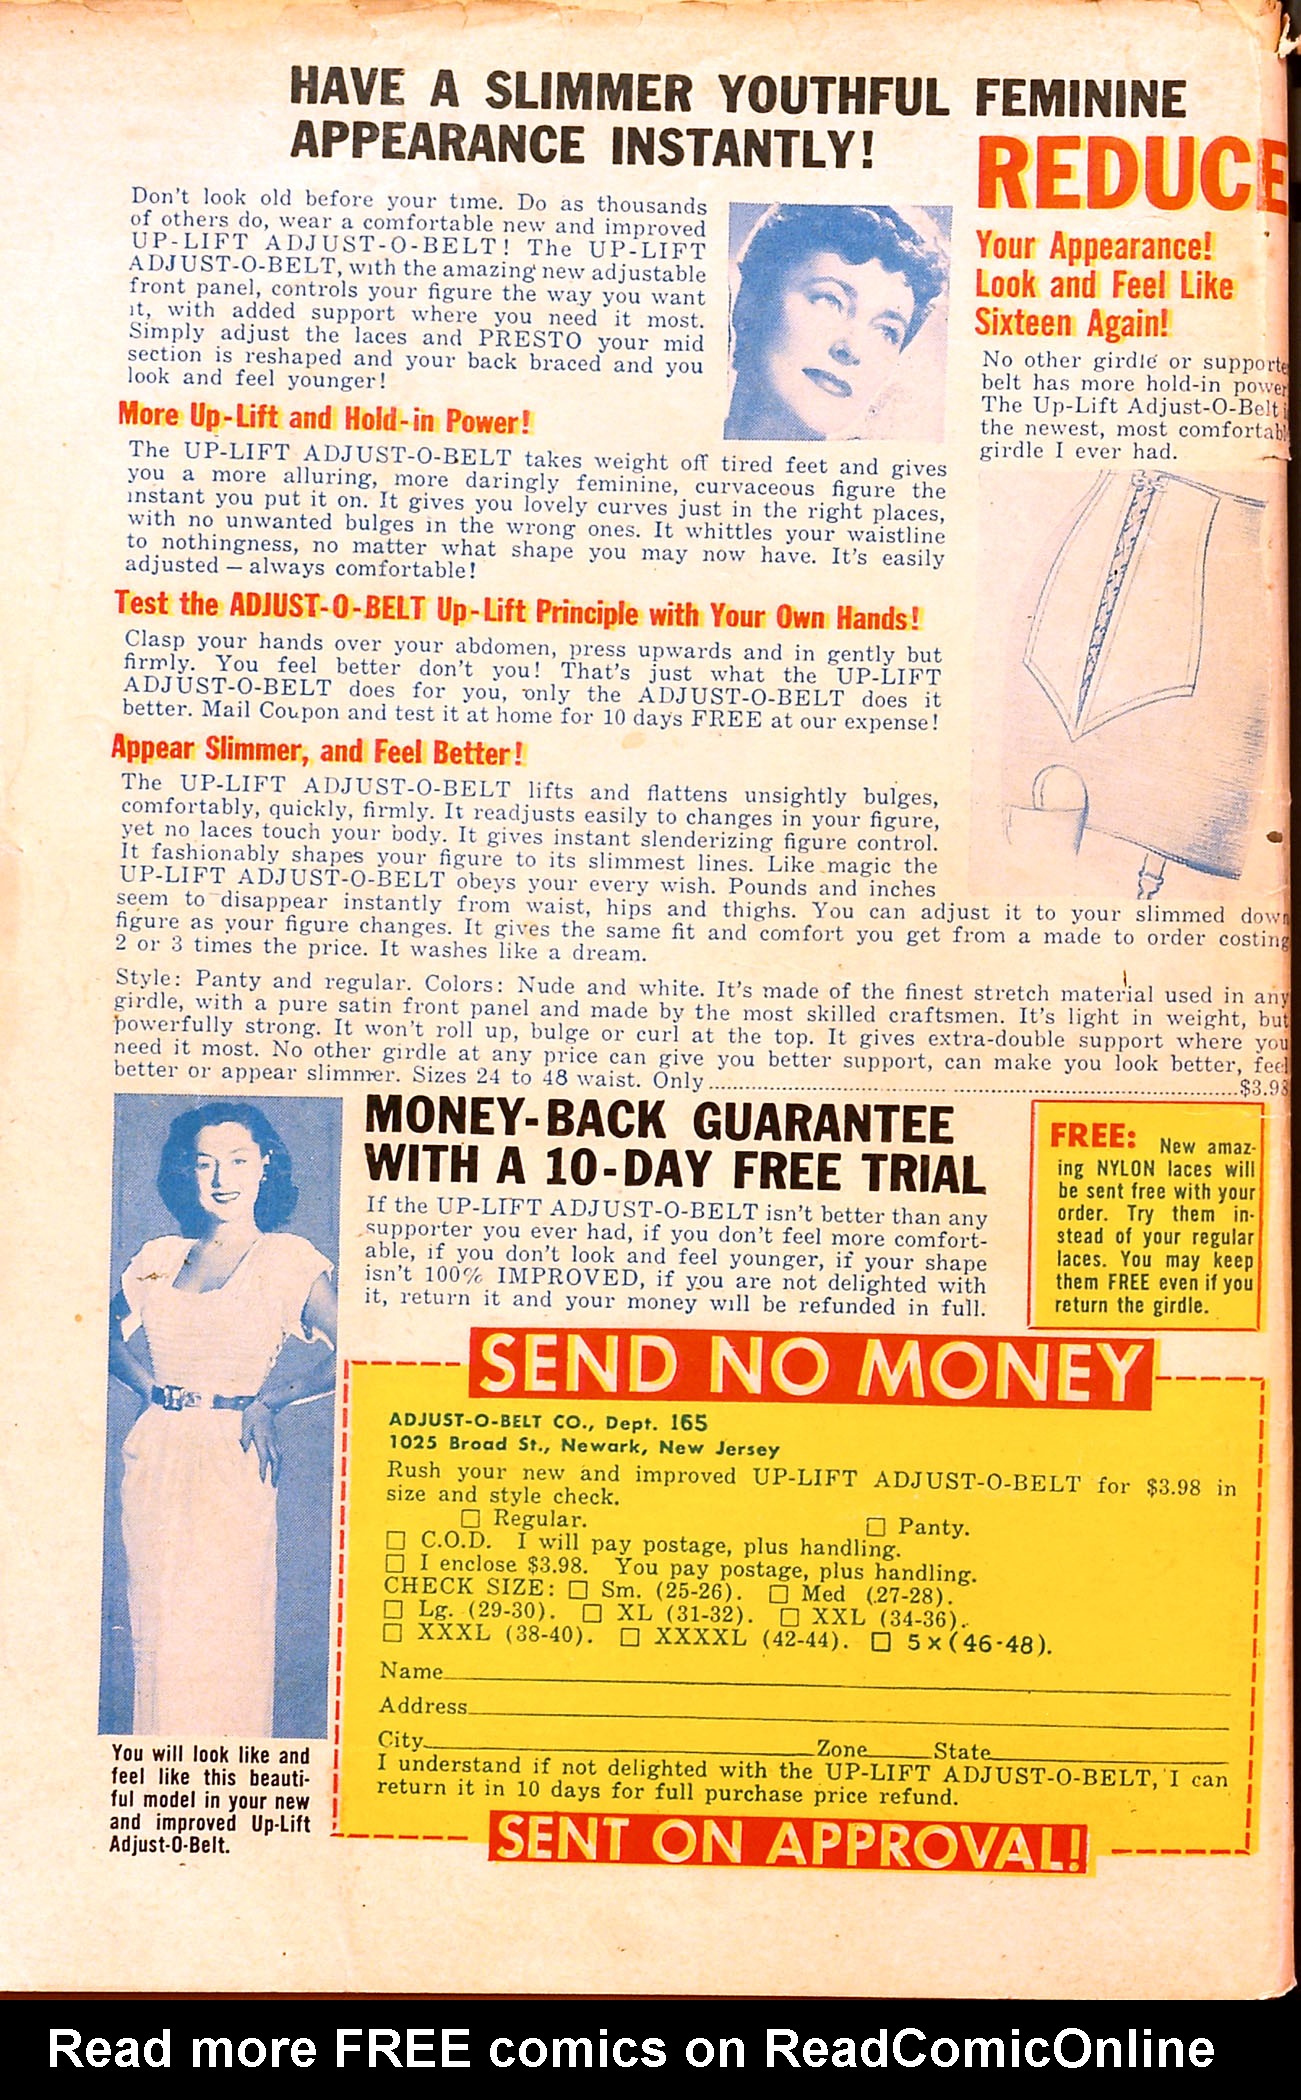 HAVE A SLIMMER YOUTHFUL FEMININE
APPEARANCE INSTANTLY!
Don't look old before your time. Do as thousands
of others do, wear a comfortable new and improved
UP-LIFT ADJUST-O-BELT! The UP-LIFT
ADJUST-O-BELT, with the amazing new adjustable
front panel, controls your figure the way you want
it, with added support where you need it most.
Simply adjust the laces and PRESTO your mid
section is reshaped and your back braced and you
look and feel younger!
REDUCE
Your Appearance!
Look and Feel Like
Sixteen Again!
No other girdle or supporte
belt has more hold-in power
The Up-Lift Adjust-O-Belt i
the newest, most comfortabl
girdle I ever had.
More Up-Lift and Hold-in Power!
The UP-LIFT ADJUST-O-BELT takes weight off tired feet and gives
you a more alluring, more daringly feminine, curvaceous figure the
instant you put it on. It gives you lovely curves just in the right places,
with no unwanted bulges in the wrong ones. It whittles your waistline
to nothingness, no matter what shape you may now have. It's easily
adjusted — always comfortable!
Test the ADJUST-O-BELT Up-Lift Principle with Your Own Hands!
Clasp your hands over your abdomen, press upwards and in gently but
firmly. You feel better don't you! That's just what the UP-LIFT
ADJUST-O-BELT does for you, only the ADJUST-O-BELT does it
better. Mail Coupon and test it at home for 10 days FREE at our expense!
Appear Slimmer, and Feel Better!
The UP-LIFT ADJUST-O-BELT lifts and flattens unsightly bulges,
comfortably, quickly, firmly. It readjusts easily to changes in your figure,
yet no laces touch your body. It gives instant slenderizing figure control.
It fashionably shapes your figure to its slimmest lines. Like magic the
UP-LIFT ADJUST-O-BELT obeys your every wish. Pounds and inches
seem to disappear instantly from waist, hips and thighs. You can adjust it to your slimmed down
figure as your figure changes. It gives the same fit and comfort you get from a made to order costing
2 or 3 times the price. It washes like a dream.
Style: Panty and regular. Colors: Nude and white. It's made of the finest stretch material used in any
girdle, with a pure satin front panel and made by the most skilled craftsmen. It's light in weight, but
powerfully strong. It won't roll up, bulge or curl at the top. It gives extra-double support where you
need it most. No other girdle at any price can give you better support, can make you look better, feel
better or appear slimmer. Sizes 24 to 48 waist. Only ........ $3.98
MONEY-BACK GUARANTEE
WITH A 10-DAY FREE TRIAL
If the UP-LIFT ADJUST-O-BELT isn't better than any
supporter you ever had, if you don't feel more comfort-
able, if you don't look and feel younger, if your shape
isn't 100% IMPROVED, if you are not delighted with
it, return it and your money will be refunded in full.
FREE: New amaz-
ing NYLON laces will
be sent free with your
order. Try them in-
stead of your regular
laces. You may keep
them FREE even if you
return the girdle.
SEND NO MONEY
ADJUST-O-BELT CO., Dept. 165
1025 Broad St., Newark, New Jersey
Rush your new and improved UP-LIFT ADJUST-O-BELT for $3.98 in
size and style check.
☐ Regular. ☐ Panty.
☐ C.O.D. I will pay postage, plus handling.
☐ I enclose $3.98. You pay postage, plus handling.
CHECK SIZE: ☐ Sm. (25-26). ☐ Med (27-28).
☐ Lg. (29-30). ☐ XL (31-32). ☐ XXL (34-36).
☐ XXXL (38-40). ☐ XXXXL (42-44). ☐ 5x (46-48).
Name
Address
City Zone State
I understand if not delighted with the UP-LIFT ADJUST-O-BELT, I can
return it in 10 days for full purchase price refund.
SENT ON APPROVAL!
You will look like and
feel like this beauti-
ful model in your new
and improved Up-Lift
Adjust-O-Belt.
Read more FREE comics on ReadComicOnline